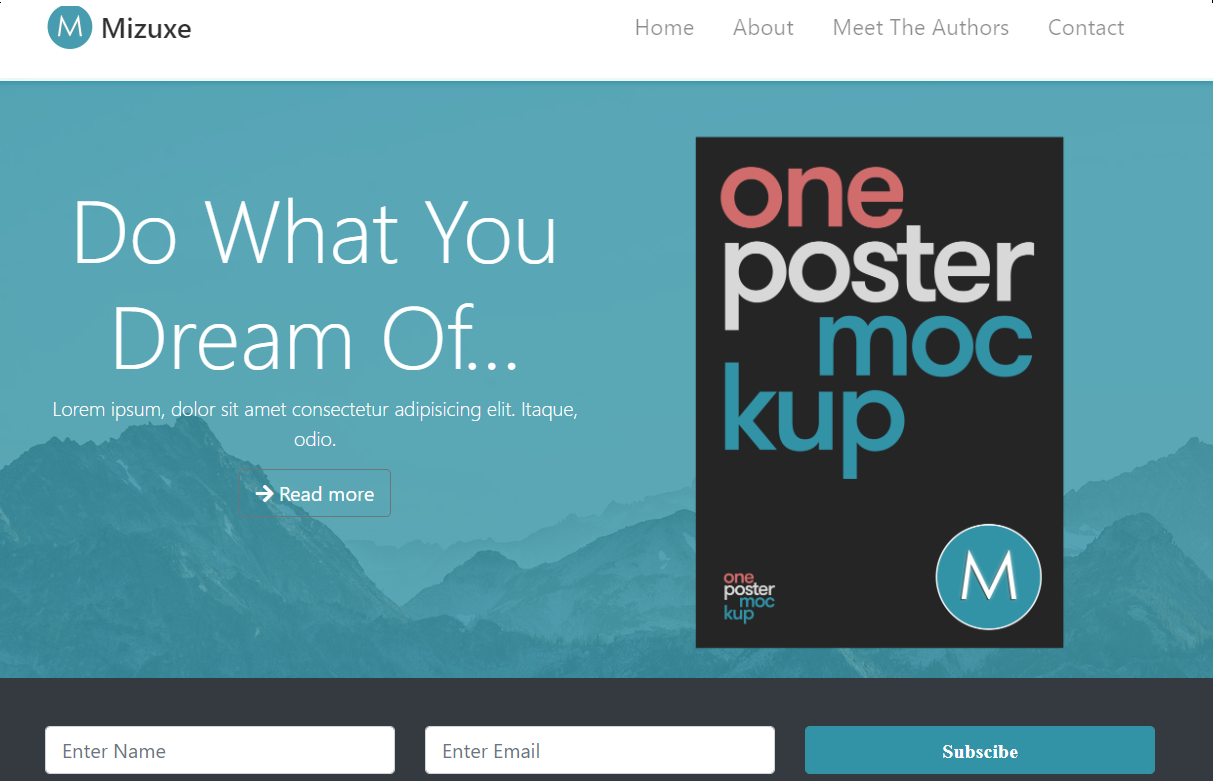 M Mizuxe
Home About Meet The Authors Contact
Do What You
Dream Of...
Lorem ipsum, dolor sit amet consectetur adipisicing elit. Itaque,
odio.
Read more
one
poster
moc
kup
one
poster
moc
kup
M
Enter Name
Enter Email
Subscibe